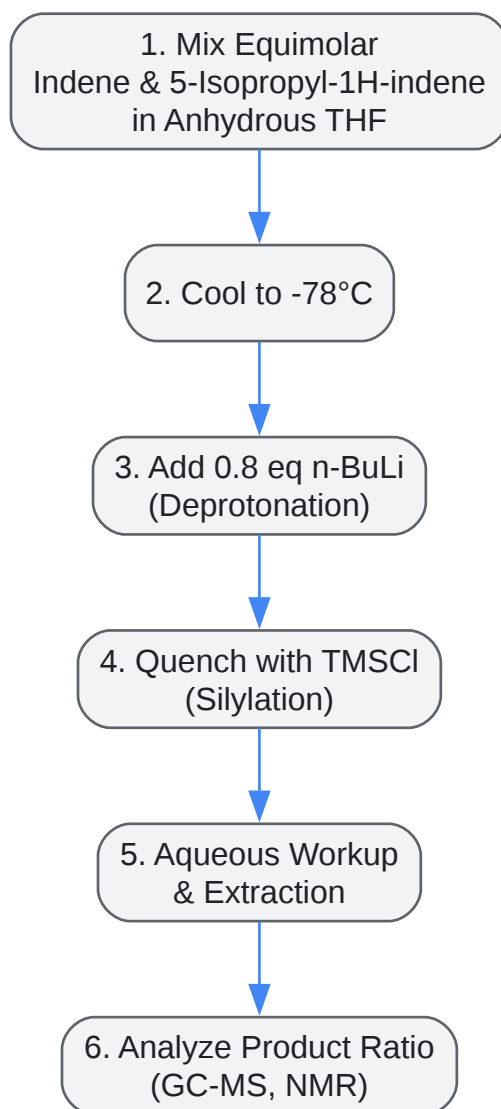 1. Mix Equimolar
Indene & 5-Isopropyl-1H-indene
in Anhydrous THF
2. Cool to -78°C
3. Add 0.8 eq n-BuLi
(Deprotonation)
4. Quench with TMSCl
(Silylation)
5. Aqueous Workup
& Extraction
6. Analyze Product Ratio
(GC-MS, NMR)